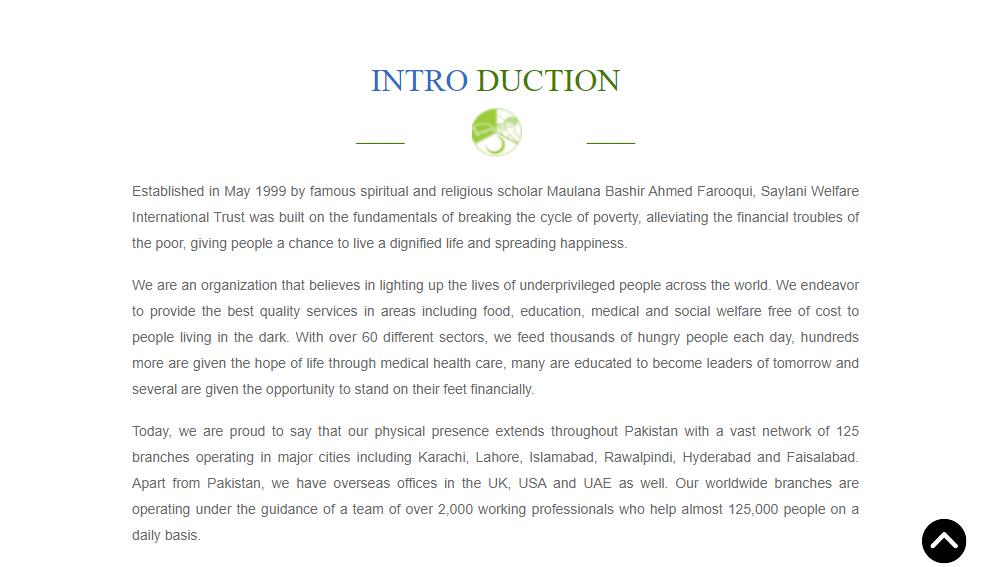 INTRO DUCTION
Established in May 1999 by famous spiritual and religious scholar Maulana Bashir Ahmed Farooqui, Saylani Welfare
International Trust was built on the fundamentals of breaking the cycle of poverty, alleviating the financial troubles of
the poor, giving people a chance to live a dignified life and spreading happiness.
We are an organization that believes in lighting up the lives of underprivileged people across the world. We endeavor
to provide the best quality services in areas including food, education, medical and social welfare free of cost to
people living in the dark. With over 60 different sectors, we feed thousands of hungry people each day, hundreds
more are given the hope of life through medical health care, many are educated to become leaders of tomorrow and
several are given the opportunity to stand on their feet financially.
Today, we are proud to say that our physical presence extends throughout Pakistan with a vast network of 125
branches operating in major cities including Karachi, Lahore, Islamabad, Rawalpindi, Hyderabad and Faisalabad.
Apart from Pakistan, we have overseas offices in the UK, USA and UAE as well. Our worldwide branches are
operating under the guidance of a team of over 2,000 working professionals who help almost 125,000 people on a
daily basis.